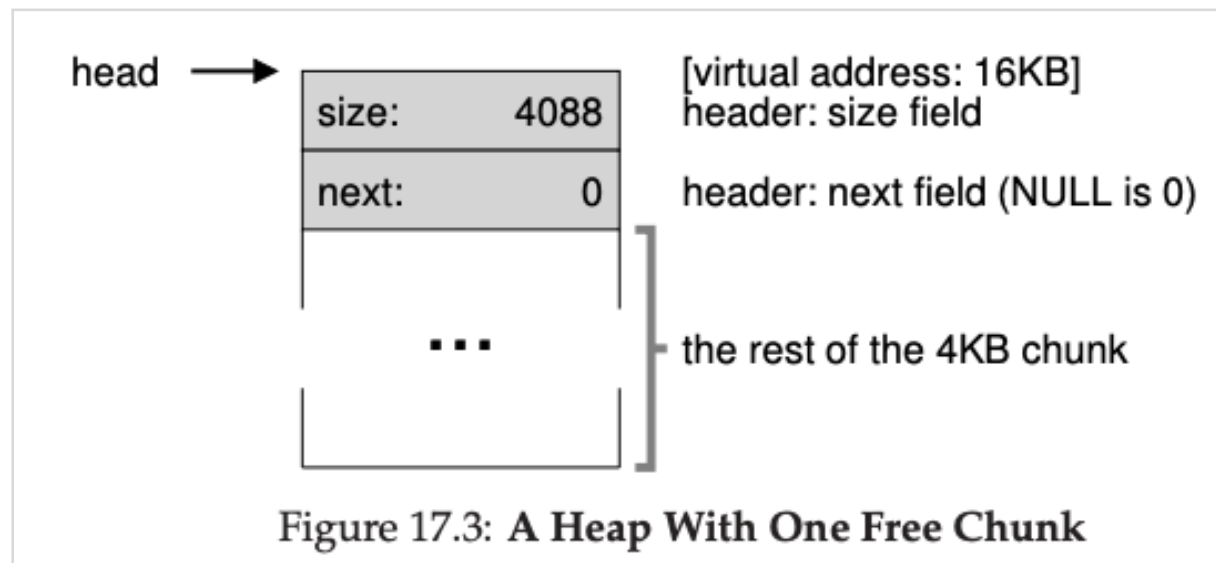 head
[virtual address: 16KB]
size: 4088
header: size field
next: 0
header: next field (NULL is 0)
...
the rest of the 4KB chunk
Figure 17.3: A Heap With One Free Chunk